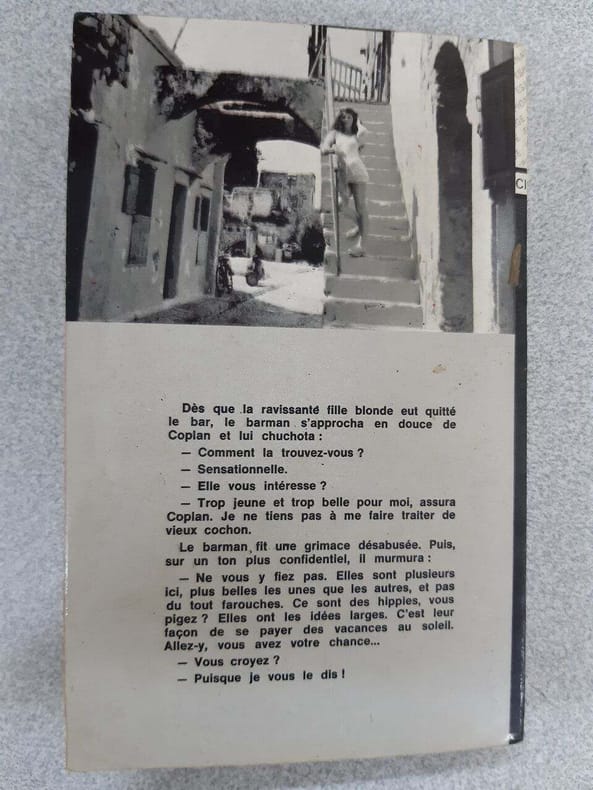 CI
Dès que la ravissante fille blonde eut quitté
le bar, le barman s'approcha en douce de
Coplan et lui chuchota :
— Comment la trouvez-vous ?
— Sensationnelle.
— Elle vous intéresse ?
— Trop jeune et trop belle pour moi, assura
Coplan. Je ne tiens pas à me faire traiter de
vieux cochon.
Le barman fit une grimace désabusée. Puis,
sur un ton plus confidentiel, il murmura :
— Ne vous y fiez pas. Elles sont plusieurs
ici, plus belles les unes que les autres, et pas
du tout farouches. Ce sont des hippies, vous
pigez ? Elles ont les idées larges. C'est leur
façon de se payer des vacances au soleil.
Allez-y, vous avez votre chance...
— Vous croyez ?
— Puisque je vous le dis !